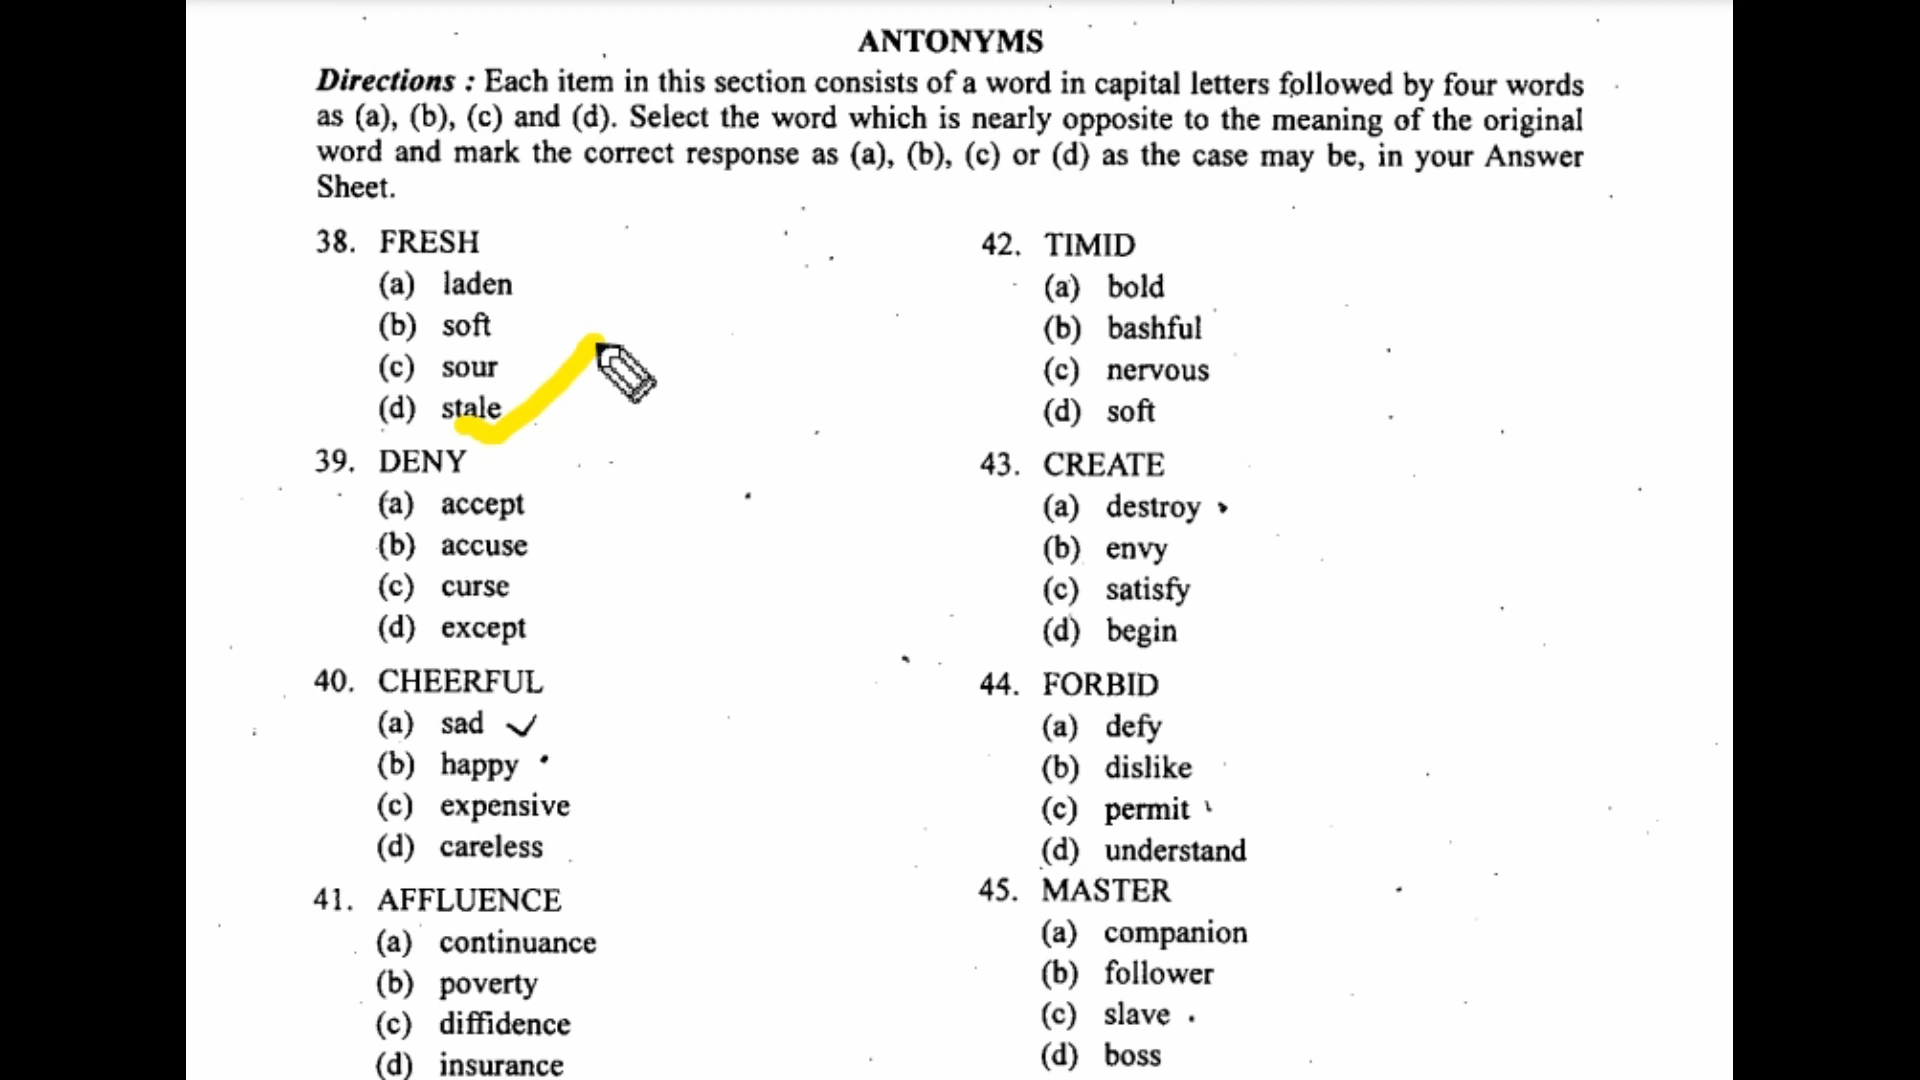 ANTONYMS
Directions : Each item in this section consists of a word in capital letters followed by four words
as (a), (b), (c) and (d). Select the word which is nearly opposite to the meaning of the original
word and mark the correct response as (a), (b), (c) or (d) as the case may be, in your Answer
Sheet.
38. FRESH
(a) laden
(b) soft
(c) sour
(d) stale
39. DENY
(a) accept
(b) accuse
(c) curse
(d) except
40. CHEERFUL
(a) sad
(b) happy
(c) expensive
(d) careless
41. AFFLUENCE
(a) continuance
(b) poverty
(c) diffidence
(d) insurance
42. TIMID
(a) bold
(b) bashful
(c) nervous
(d) soft
43. CREATE
(a) destroy
(b) envy
(c) satisfy
(d) begin
44. FORBID
(a) defy
(b) dislike
(c) permit
(d) understand
45. MASTER
(a) companion
(b) follower
(c) slave
(d) boss